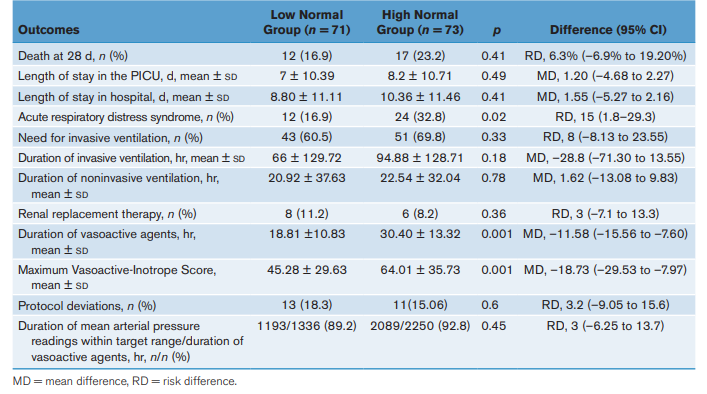 Outcomes Low Normal Group (n = 71) High Normal Group (n = 73) p Difference (95% CI)
Death at 28 d, n (%) 12 (16.9) 17 (23.2) 0.41 RD, 6.3% (−6.9% to 19.20%)
Length of stay in the PICU, d, mean ± SD 7 ± 10.39 8.2 ± 10.71 0.49 MD, 1.20 (−4.68 to 2.27)
Length of stay in hospital, d, mean ± SD 8.80 ± 11.11 10.36 ± 11.46 0.41 MD, 1.55 (−5.27 to 2.16)
Acute respiratory distress syndrome, n (%) 12 (16.9) 24 (32.8) 0.02 RD, 15 (1.8–29.3)
Need for invasive ventilation, n (%) 43 (60.5) 51 (69.8) 0.33 RD, 8 (−8.13 to 23.55)
Duration of invasive ventilation, hr, mean ± SD 66 ± 129.72 94.88 ± 128.71 0.18 MD, −28.8 (−71.30 to 13.55)
Duration of noninvasive ventilation, hr, 20.92 ± 37.63 22.54 ± 32.04 0.78 MD, 1.62 (−13.08 to 9.83)
mean ± SD
Renal replacement therapy, n (%) 8 (11.2) 6 (8.2) 0.36 RD, 3 (−7.1 to 13.3)
Duration of vasoactive agents, hr, 18.81 ±10.83 30.40 ± 13.32 0.001 MD, −11.58 (−15.56 to −7.60)
mean ± SD
Maximum Vasoactive-Inotrope Score, 45.28 ± 29.63 64.01 ± 35.73 0.001 MD, −18.73 (−29.53 to −7.97)
mean ± SD
Protocol deviations, n (%) 13 (18.3) 11(15.06) 0.6 RD, 3.2 (−9.05 to 15.6)
Duration of mean arterial pressure 1193/1336 (89.2) 2089/2250 (92.8) 0.45 RD, 3 (−6.25 to 13.7)
readings within target range/duration of
vasoactive agents, hr, n/n (%)
MD = mean difference, RD = risk difference.